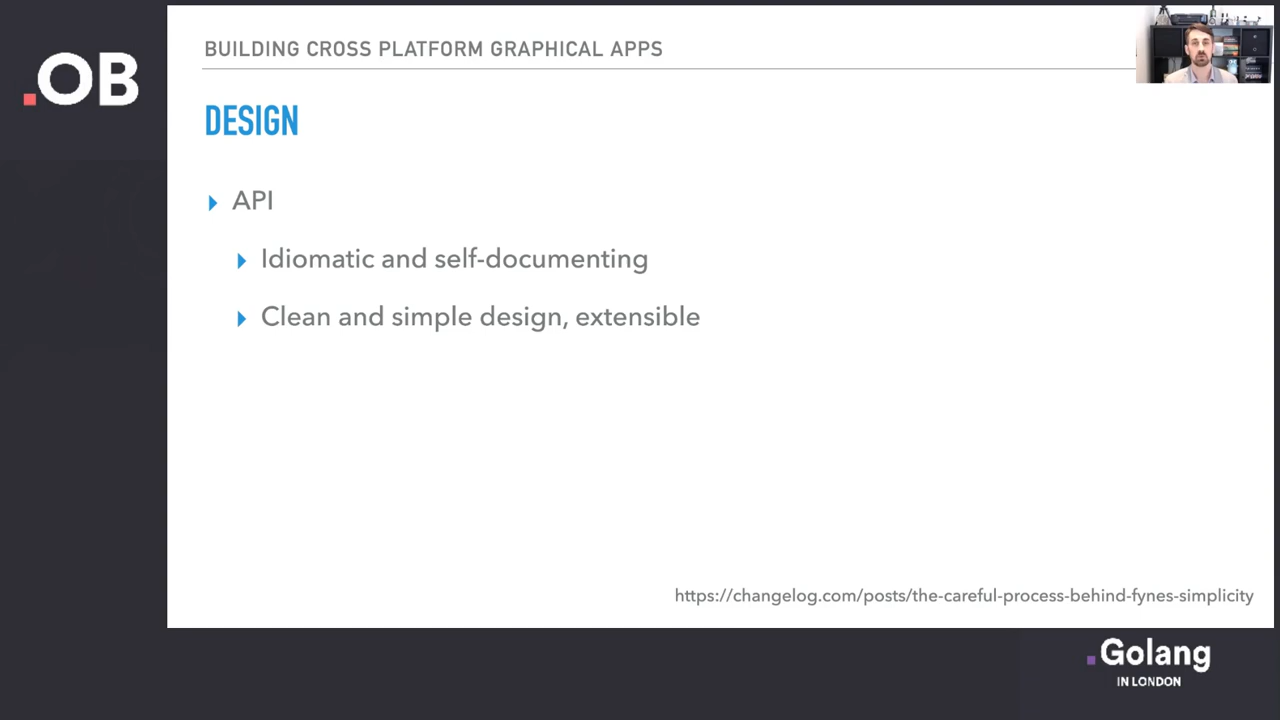 .OB
BUILDING CROSS PLATFORM GRAPHICAL APPS
DESIGN
API
Idiomatic and self-documenting
Clean and simple design, extensible
https://changelog.com/posts/the-careful-process-behind-fynes-simplicity
.Golang
IN LONDON